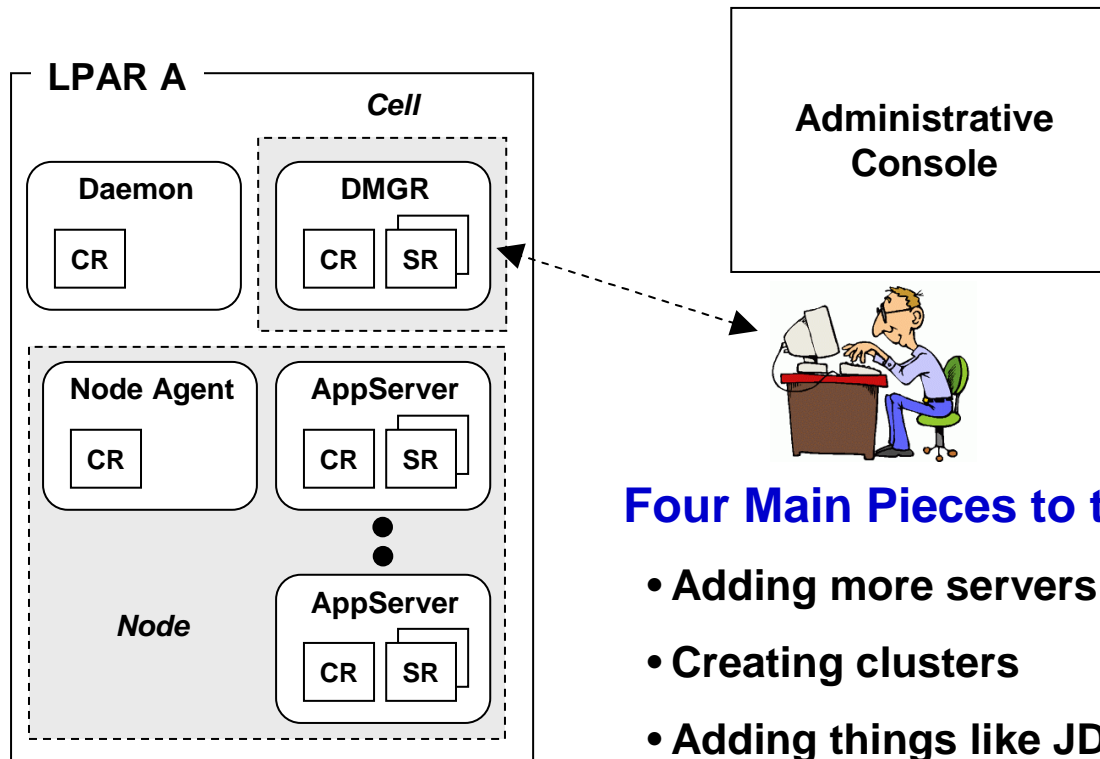 LPAR A
Cell
Daemon
CR
DMGR
CR SR
Node Agent
CR
AppServer
CR SR
Node
AppServer
CR SR
Administrative
Console
Four Main Pieces to t
• Adding more servers
• Creating clusters
• Adding things like JD